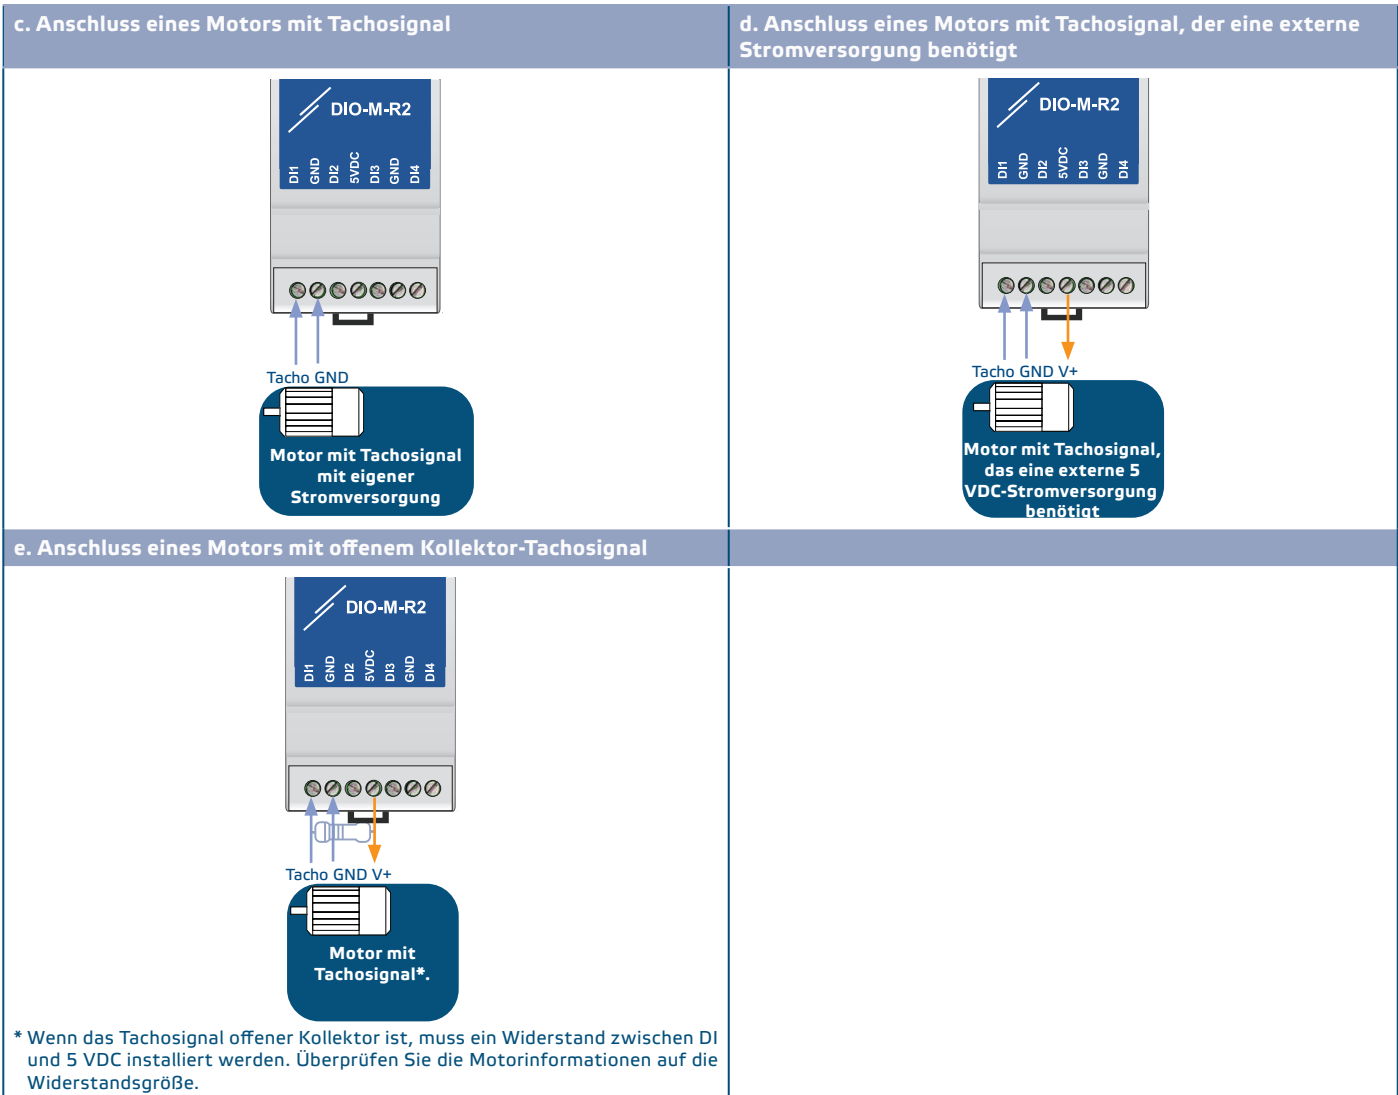 c. Anschluss eines Motors mit Tachosignal
d. Anschluss eines Motors mit Tachosignal, der eine externe
Stromversorgung benötigt
DIO-M-R2
DI1 GND DI2 5VDC DI3 GND DI4
Tacho GND
Motor mit Tachosignal
mit eigener
Stromversorgung
DIO-M-R2
DI1 GND DI2 5VDC DI3 GND DI4
Tacho GND V+
Motor mit Tachosignal,
das eine externe 5
VDC-Stromversorgung
benötigt
e. Anschluss eines Motors mit offenem Kollektor-Tachosignal
DIO-M-R2
DI1 GND DI2 5VDC DI3 GND DI4
Tacho GND V+
Motor mit
Tachosignal*.
* Wenn das Tachosignal offener Kollektor ist, muss ein Widerstand zwischen DI
und 5 VDC installiert werden. Überprüfen Sie die Motorinformationen auf die
Widerstandsgröße.